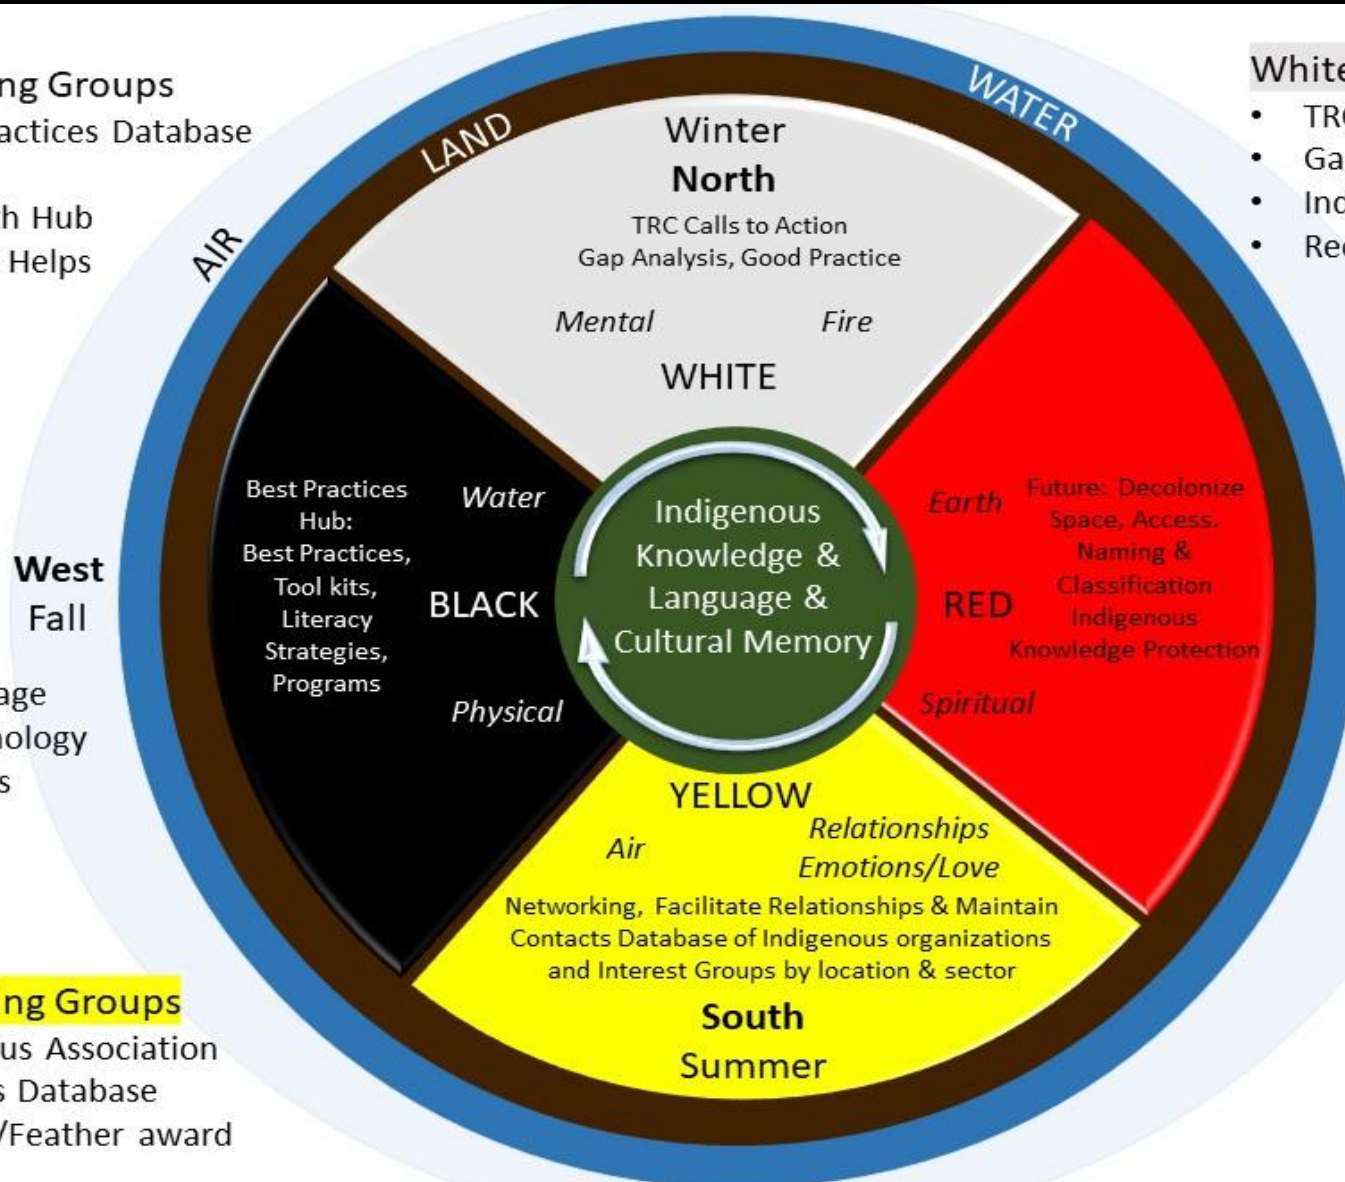 ng Groups
actices Database
h Hub
Helps
AIR
LAND
WATER
White
TRC
Ga
Ind
Rec
Winter
North
TRC Calls to Action
Gap Analysis, Good Practice
Mental
Fire
WHITE
West
Fall
Best Practices
Hub:
Best Practices,
Tool kits,
Literacy
Strategies,
Programs
Water
BLACK
Physical
Indigenous
Knowledge &
Language &
Cultural Memory
Earth
RED
Spiritual
Future: Decolonize
Space, Access.
Naming &
Classification
Indigenous
Knowledge Protection
age
nology
s
YELLOW
Air
Relationships
Emotions/Love
Networking, Facilitate Relationships & Maintain
Contacts Database of Indigenous organizations
and Interest Groups by location & sector
South
Summer
ng Groups
us Association
s Database
/Feather award